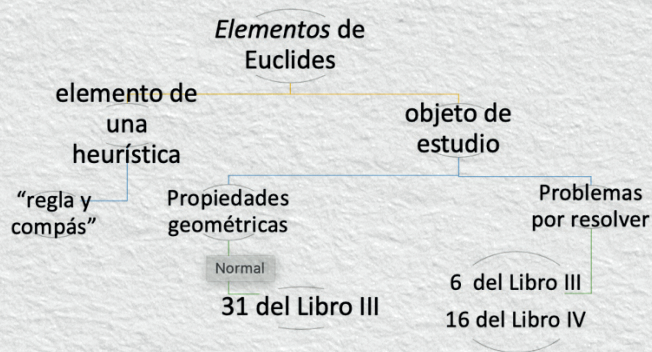 Elementos de
Euclides
elemento de
una
heurística
objeto de
estudio
“regla y
compás”
Propiedades
geométricas
Problemas
por resolver
Normal
31 del Libro III
6 del Libro III
16 del Libro IV